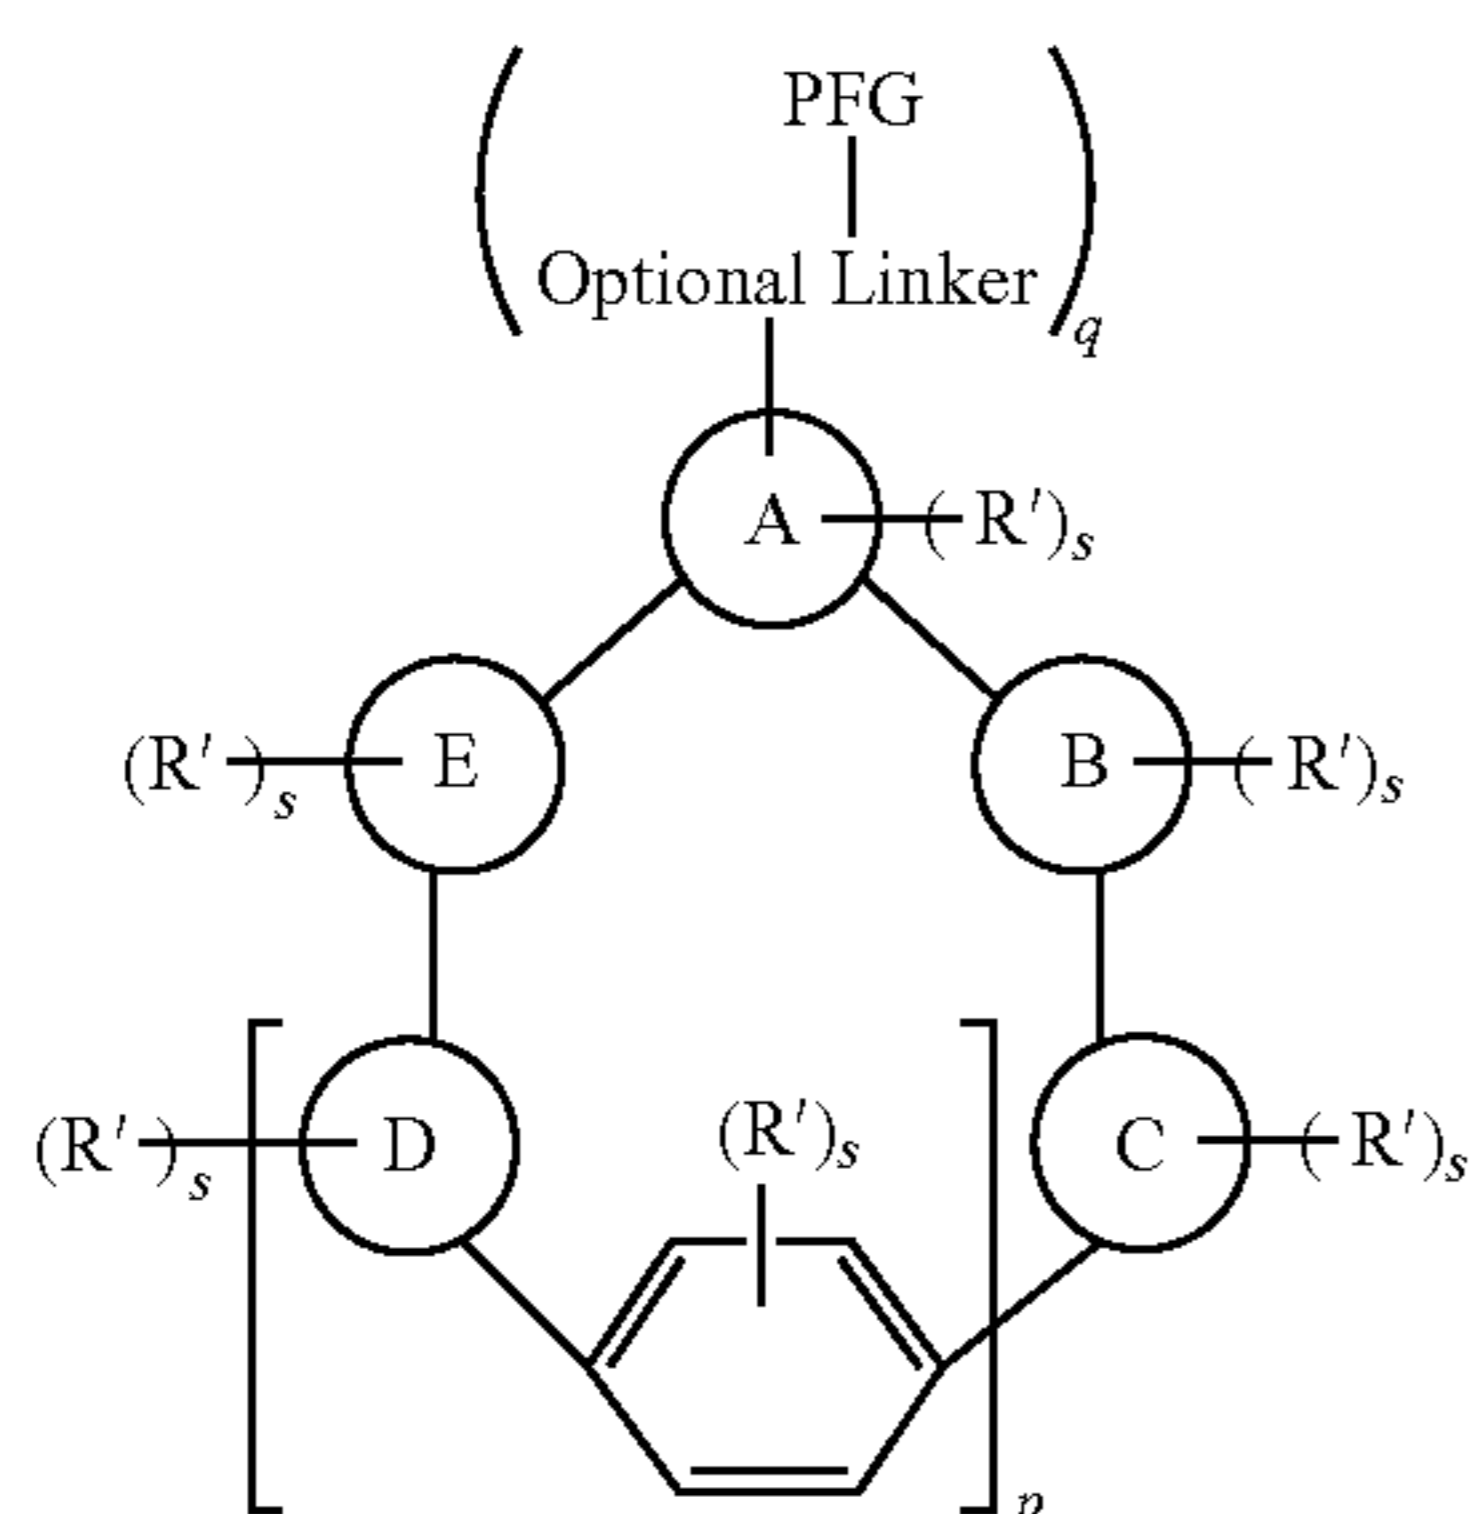 PFG
Optional Linker
q
A (R′)s
(R′)s E B (R′)s
(R′)s D (R′)s C (R′)s
p